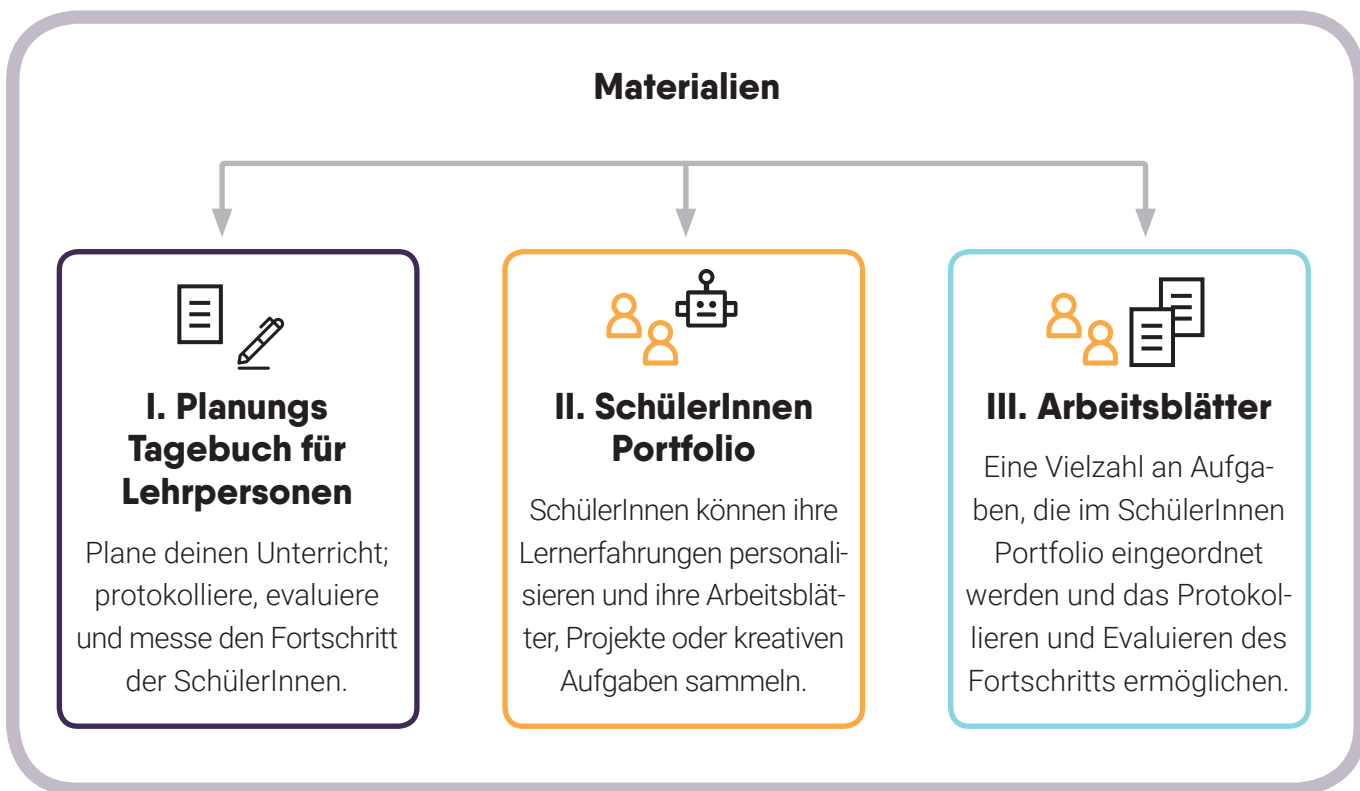 Materialien
I. Planungs
Tagebuch für
Lehrpersonen
Plane deinen Unterricht;
protokolliere, evaluiere
und messe den Fortschritt
der SchülerInnen.
II. SchülerInnen
Portfolio
SchülerInnen können ihre
Lernerfahrungen personali-
sieren und ihre Arbeitsblät-
ter, Projekte oder kreativen
Aufgaben sammeln.
III. Arbeitsblätter
Eine Vielzahl an Aufga-
ben, die im SchülerInnen
Portfolio eingeordnet
werden und das Protokol-
lieren und Evaluieren des
Fortschritts ermöglichen.